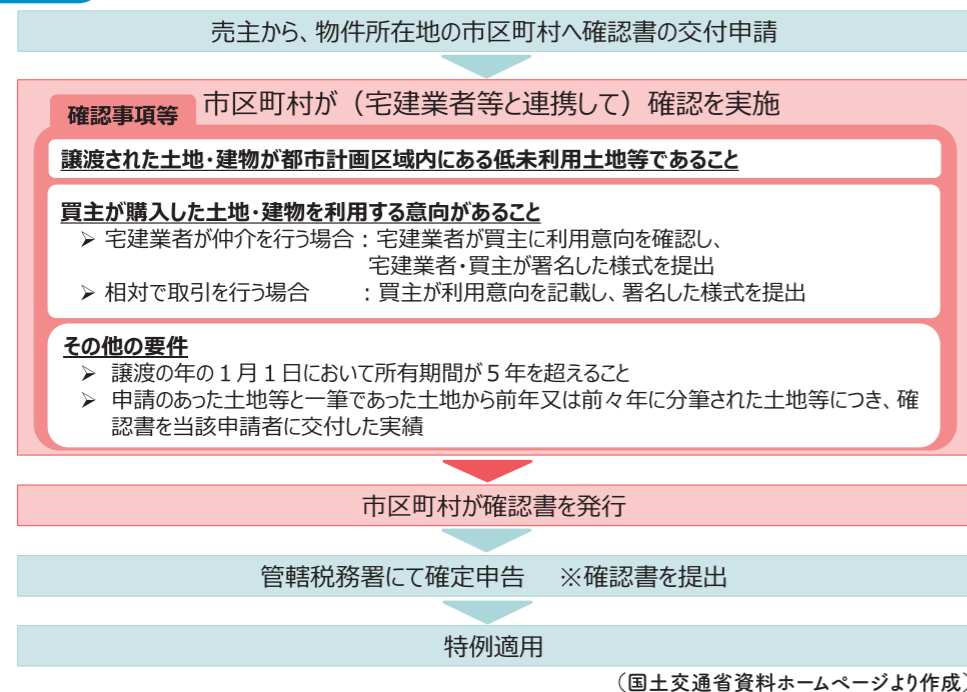 売主から、物件所在地の市区町村へ確認書の交付申請
市区町村が（宅建業者等と連携して）確認を実施
確認事項等
譲渡された土地・建物が都市計画区域内にある低未利用土地等であること
買主が購入した土地・建物を利用する意向があること
➢ 宅建業者が仲介を行う場合：宅建業者が買主に利用意向を確認し、
宅建業者・買主が署名した様式を提出
➢ 相対で取引を行う場合　　：買主が利用意向を記載し、署名した様式を提出
その他の要件
➢ 譲渡の年の１月１日において所有期間が５年を超えること
➢ 申請のあった土地等と一筆であった土地から前年又は前々年に分筆された土地等につき、確
認書を当該申請者に交付した実績
市区町村が確認書を発行
管轄税務署にて確定申告　※確認書を提出
特例適用
（国土交通省資料ホームページより作成）